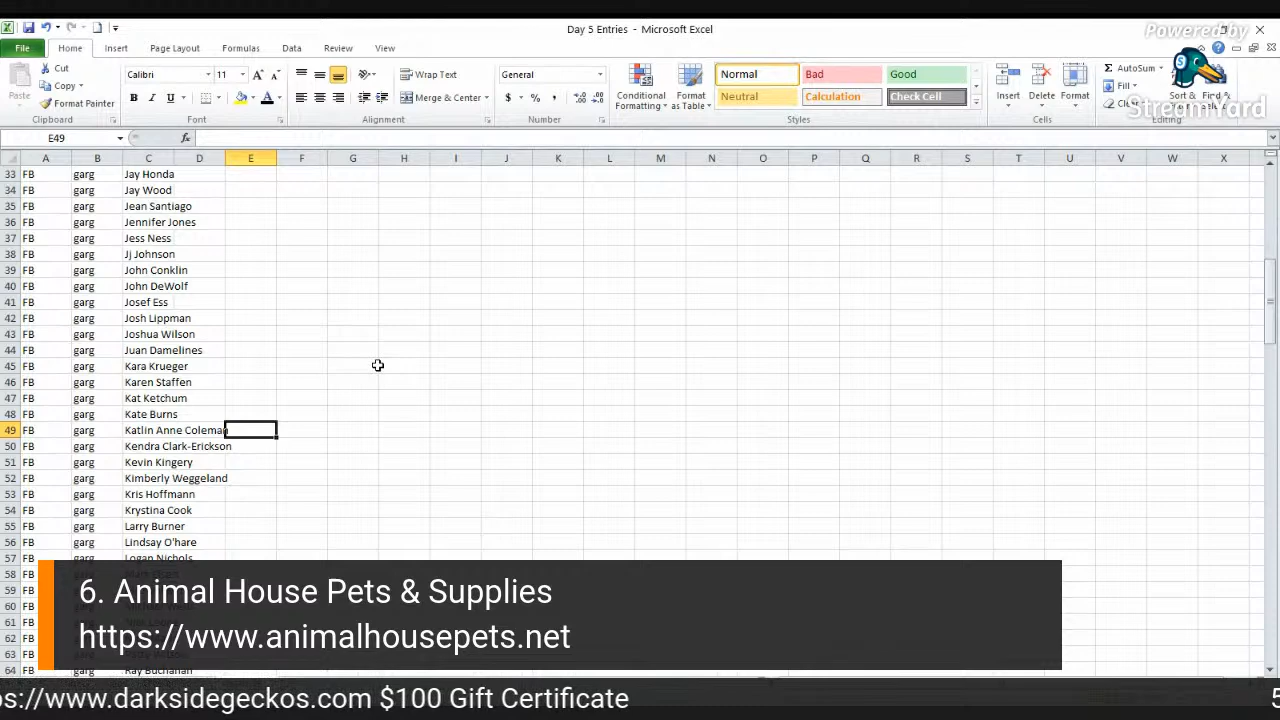 Day 5 Entries - Microsoft Excel
Powered by
File Home Insert Page Layout Formulas Data Review View
Cut
Copy
Format Painter
Paste
Clipboard
Calibri 11
B I U
Font
Wrap Text
Merge & Center
Alignment
General
$ % ,
Number
Conditional Formatting
Format as Table
Normal Bad Good
Neutral Calculation Check Cell
Styles
Insert Delete Format
Cells
AutoSum
Fill
Sort &
Editing
StreamYard
E49 fx
A B C D E F G H I J K L M N O P Q R S T U V W X
33 FB garg Jay Honda
34 FB garg Jay Wood
35 FB garg Jean Santiago
36 FB garg Jennifer Jones
37 FB garg Jess Ness
38 FB garg Jj Johnson
39 FB garg John Conklin
40 FB garg John DeWolf
41 FB garg Josef Ess
42 FB garg Josh Lippman
43 FB garg Joshua Wilson
44 FB garg Juan Damelines
45 FB garg Kara Krueger
46 FB garg Karen Staffen
47 FB garg Kat Ketchum
48 FB garg Kate Burns
49 FB garg Katlin Anne Coleman
50 FB garg Kendra Clark-Erickson
51 FB garg Kevin Kingery
52 FB garg Kimberly Weggeland
53 FB garg Kris Hoffmann
54 FB garg Krystina Cook
55 FB garg Larry Burner
56 FB garg Lindsay O'hare
57 FB garg Logan Nichols
58
59
60
61
62
63
64 FB garg Ray Buchanan
6. Animal House Pets & Supplies
https://www.animalhousepets.net
ps://www.darksidegeckos.com $100 Gift Certificate 5